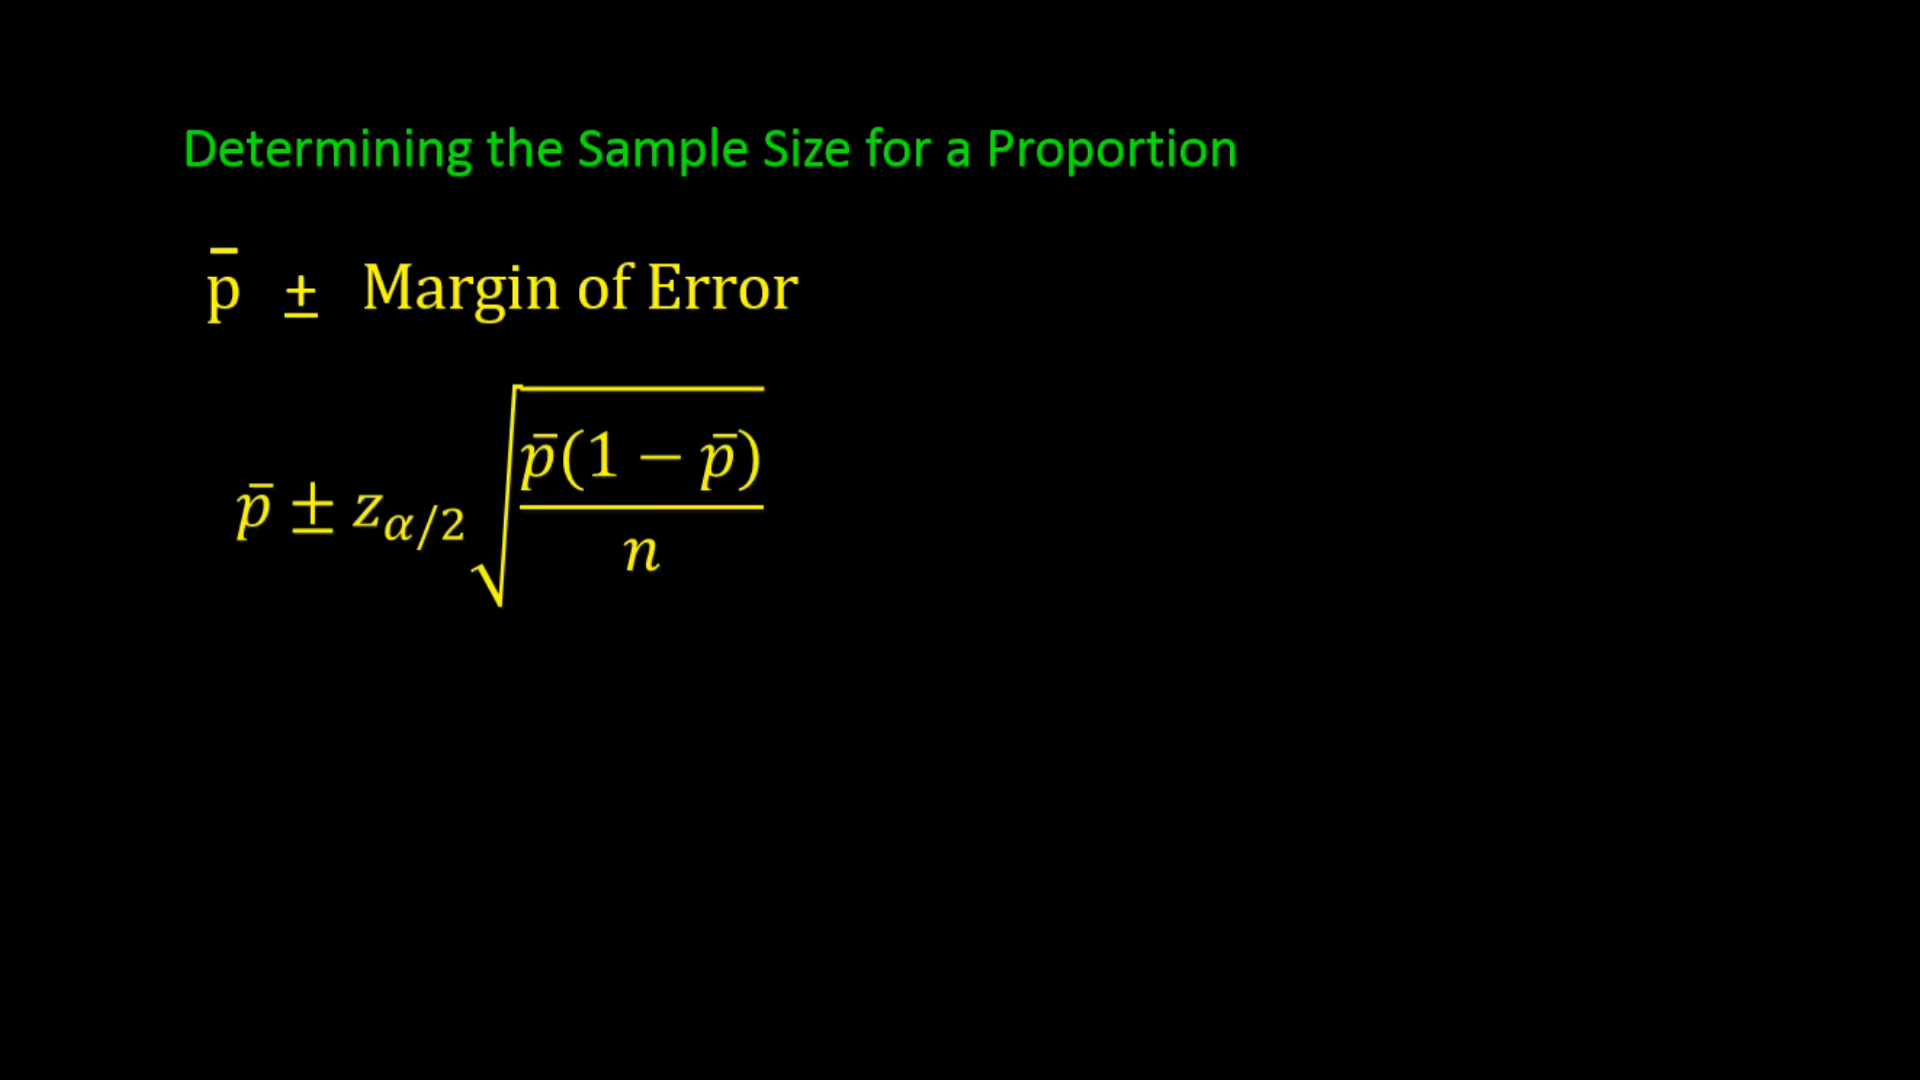 Determining the Sample Size for a Proportion
p̄ ± Margin of Error
p̄ ± z_{α/2} √(p̄(1 − p̄)/n)